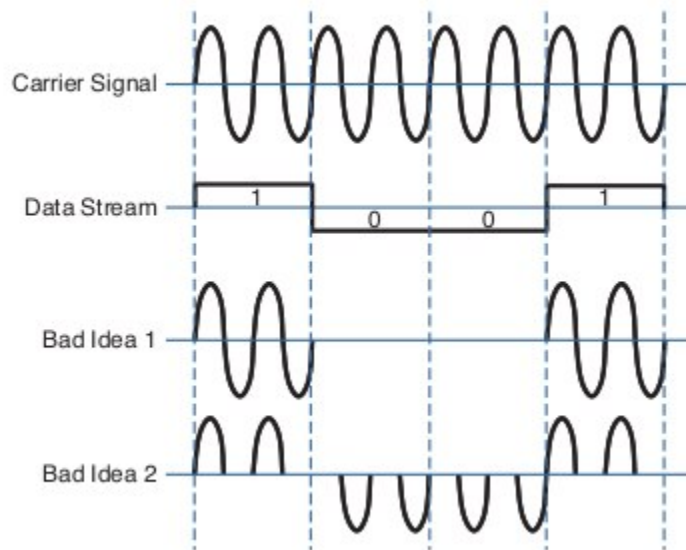 Carrier Signal
Data Stream
1
0
0
1
Bad Idea 1
Bad Idea 2